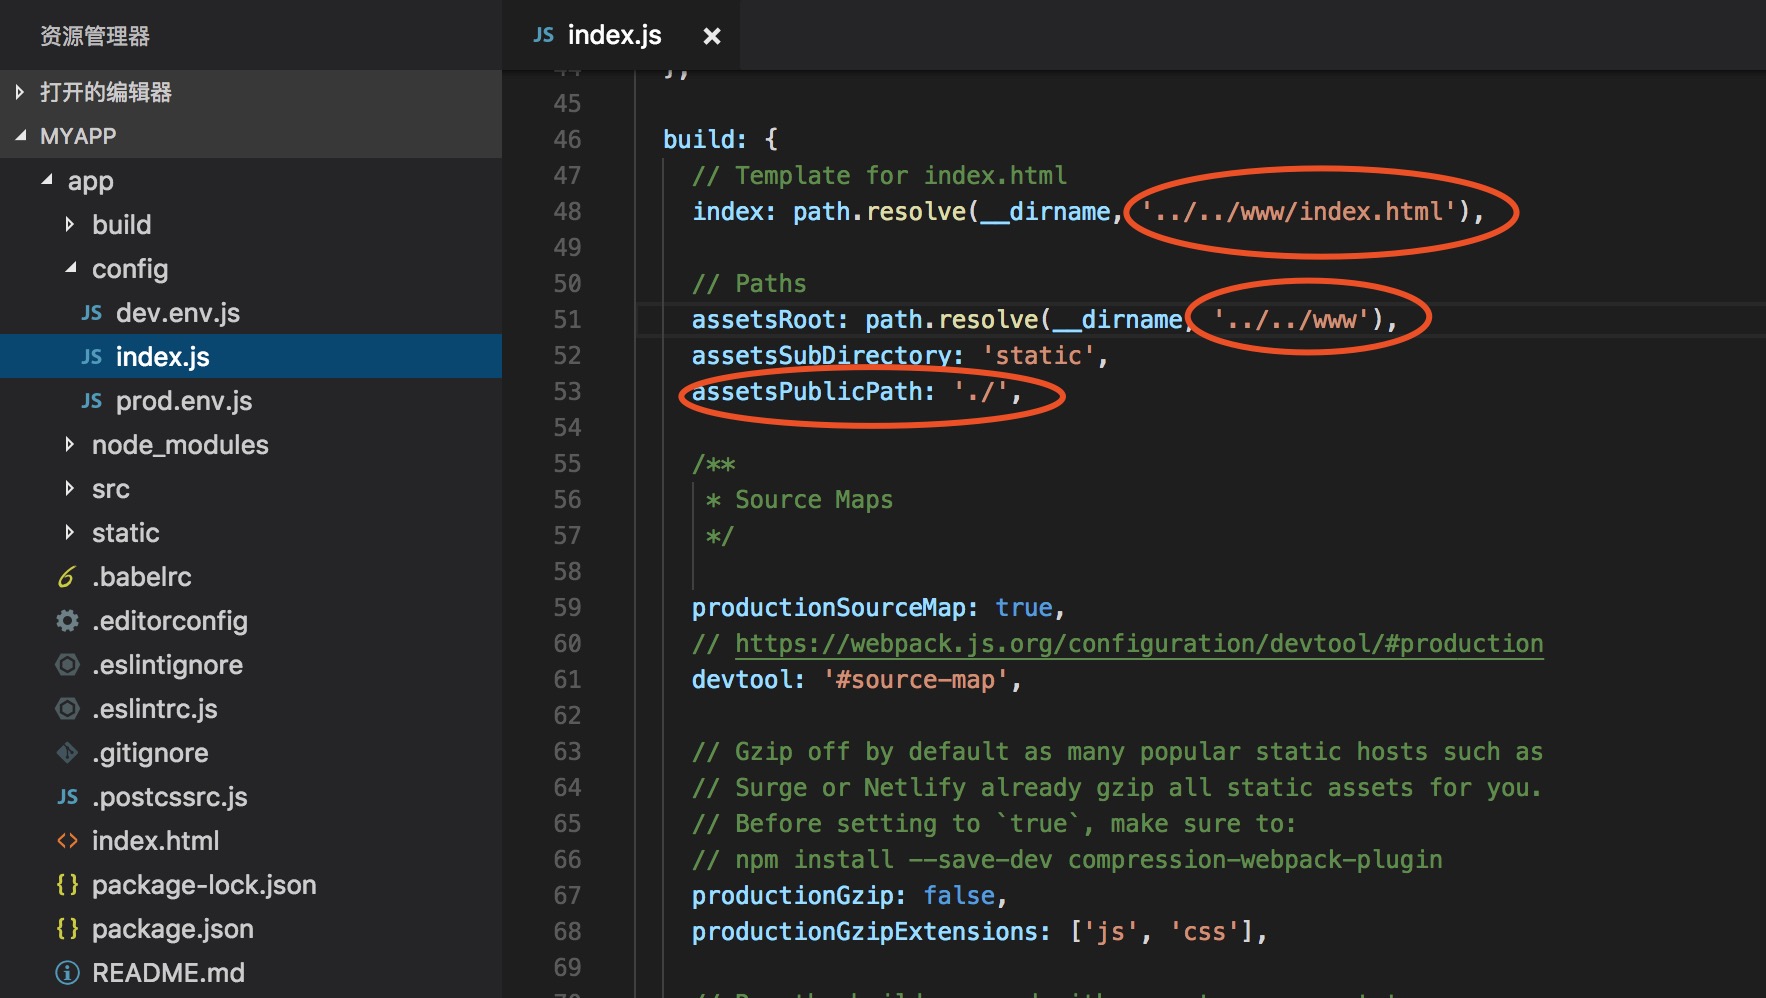 资源管理器
打开的编辑器
MYAPP
app
build
config
JS dev.env.js
JS index.js
JS prod.env.js
node_modules
src
static
.babelrc
.editorconfig
.eslintignore
.eslintrc.js
.gitignore
JS .postcssrc.js
<> index.html
{} package-lock.json
{} package.json
README.md
JS index.js ×
44 },
45
46 build: {
47 // Template for index.html
48 index: path.resolve(__dirname, '../../www/index.html'),
49
50 // Paths
51 assetsRoot: path.resolve(__dirname, '../../www'),
52 assetsSubDirectory: 'static',
53 assetsPublicPath: './',
54
55 /**
56 * Source Maps
57 */
58
59 productionSourceMap: true,
60 // https://webpack.js.org/configuration/devtool/#production
61 devtool: '#source-map',
62
63 // Gzip off by default as many popular static hosts such as
64 // Surge or Netlify already gzip all static assets for you.
65 // Before setting to `true`, make sure to:
66 // npm install --save-dev compression-webpack-plugin
67 productionGzip: false,
68 productionGzipExtensions: ['js', 'css'],
69